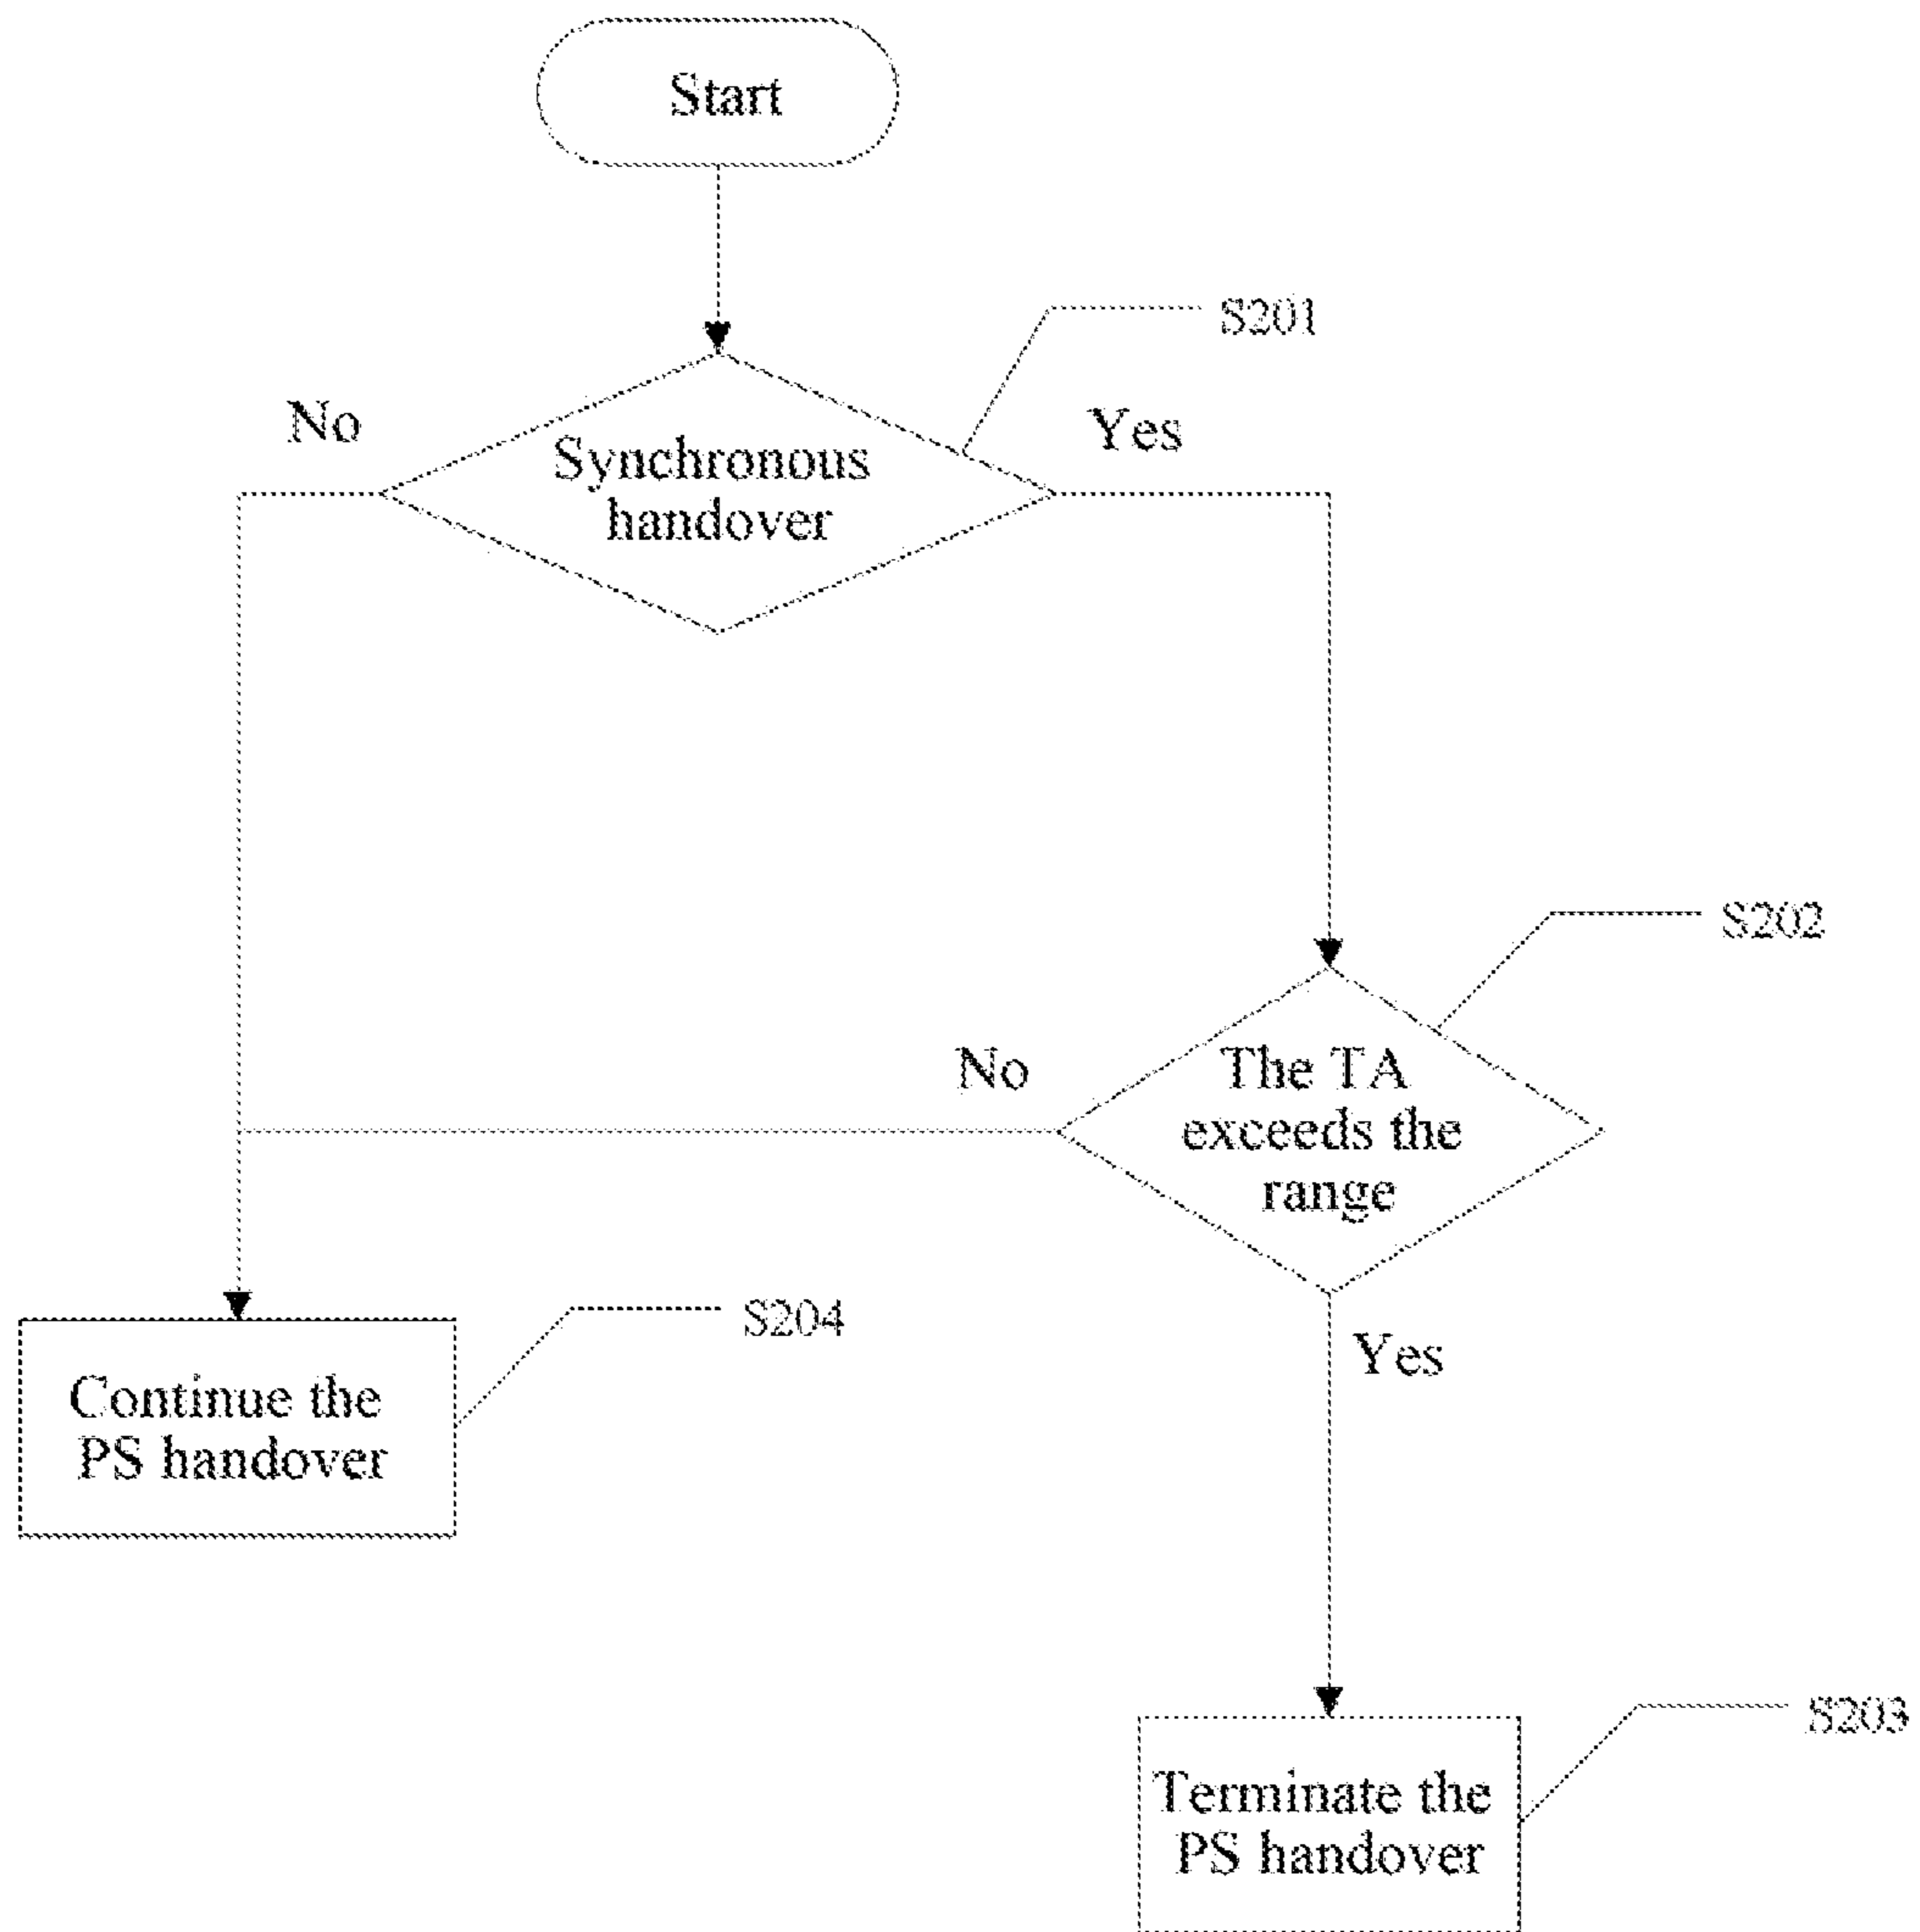 Start
S201
No
Yes
Synchronous
handover
S202
No
The TA
exceeds the
range
S204
Yes
Continue the
PS handover
S203
Terminate the
PS handover